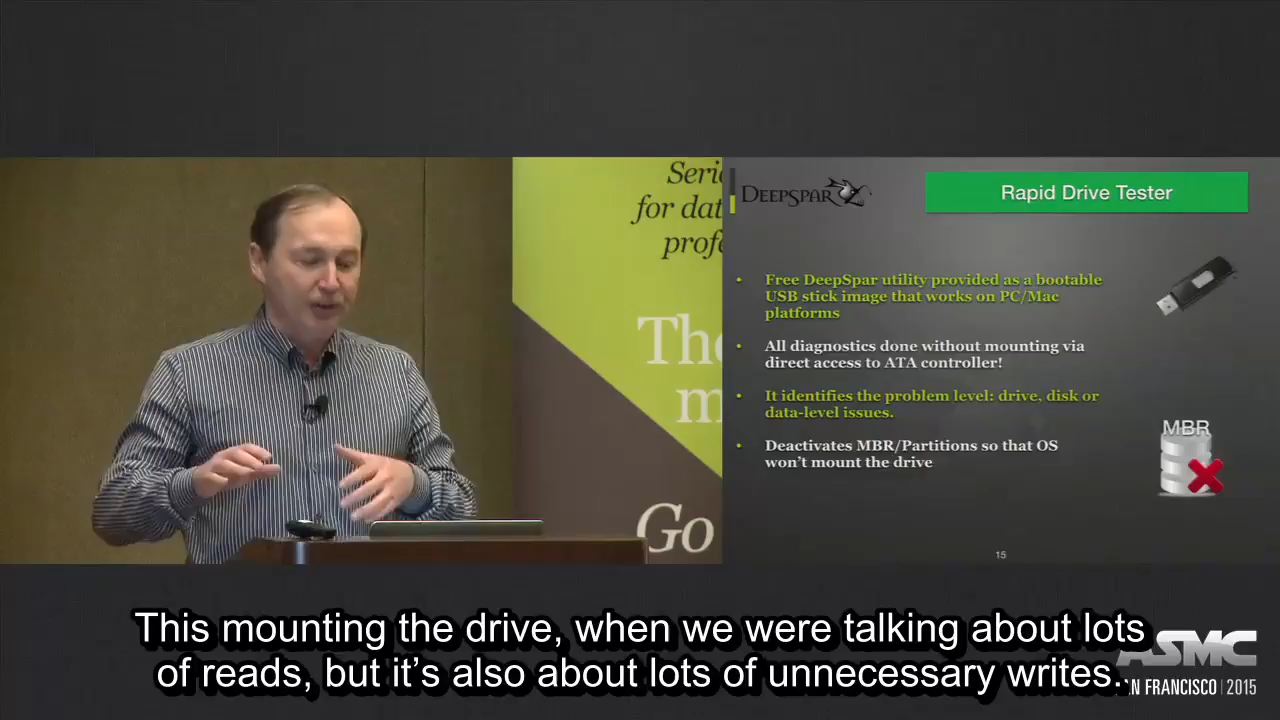 Serie
for dat
profe
The
m
Go
DEEPSPAR
Rapid Drive Tester
• Free DeepSpar utility provided as a bootable
USB stick image that works on PC/Mac
platforms
• All diagnostics done without mounting via
direct access to ATA controller!
• It identifies the problem level: drive, disk or
data-level issues.
• Deactivates MBR/Partitions so that OS
won't mount the drive
MBR
15
This mounting the drive, when we were talking about lots
of reads, but it's also about lots of unnecessary writes.
ASMC
SAN FRANCISCO | 2015